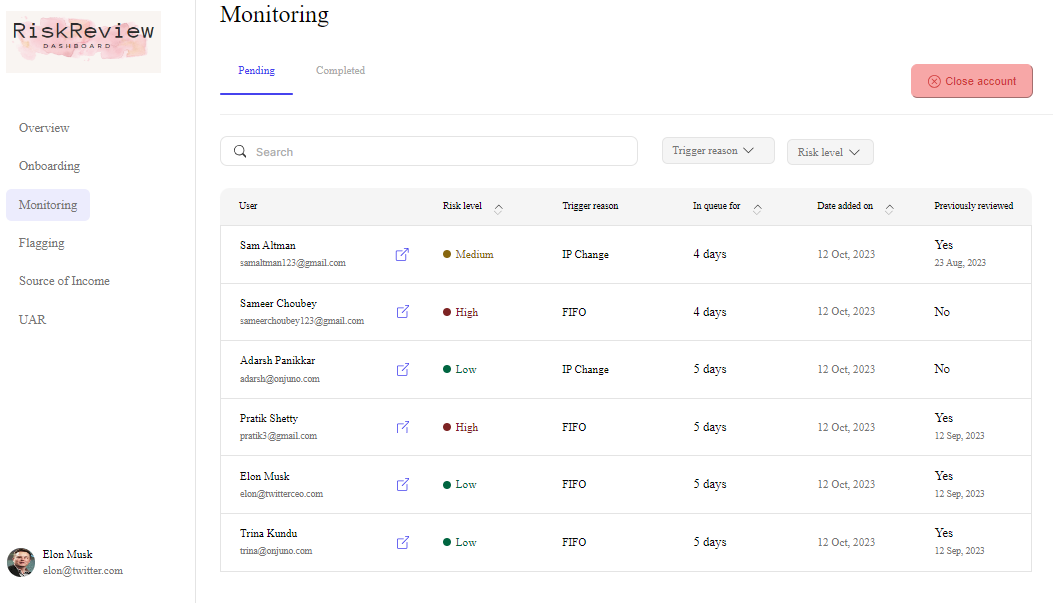 RiskReview
DASHBOARD
Overview
Onboarding
Monitoring
Flagging
Source of Income
UAR
Elon Musk
elon@twitter.com
Monitoring
Pending Completed
Close account
Search Trigger reason Risk level
User Risk level Trigger reason In queue for Date added on Previously reviewed
Sam Altman
samaltman123@gmail.com
Medium IP Change 4 days 12 Oct, 2023
Yes
23 Aug, 2023
Sameer Choubey
sameerchoubey123@gmail.com
High FIFO 4 days 12 Oct, 2023 No
Adarsh Panikkar
adarsh@onjuno.com
Low IP Change 5 days 12 Oct, 2023 No
Pratik Shetty
pratik3@gmail.com
High FIFO 5 days 12 Oct, 2023
Yes
12 Sep, 2023
Elon Musk
elon@twitterceo.com
Low FIFO 5 days 12 Oct, 2023
Yes
12 Sep, 2023
Trina Kundu
trina@onjuno.com
Low FIFO 5 days 12 Oct, 2023
Yes
12 Sep, 2023